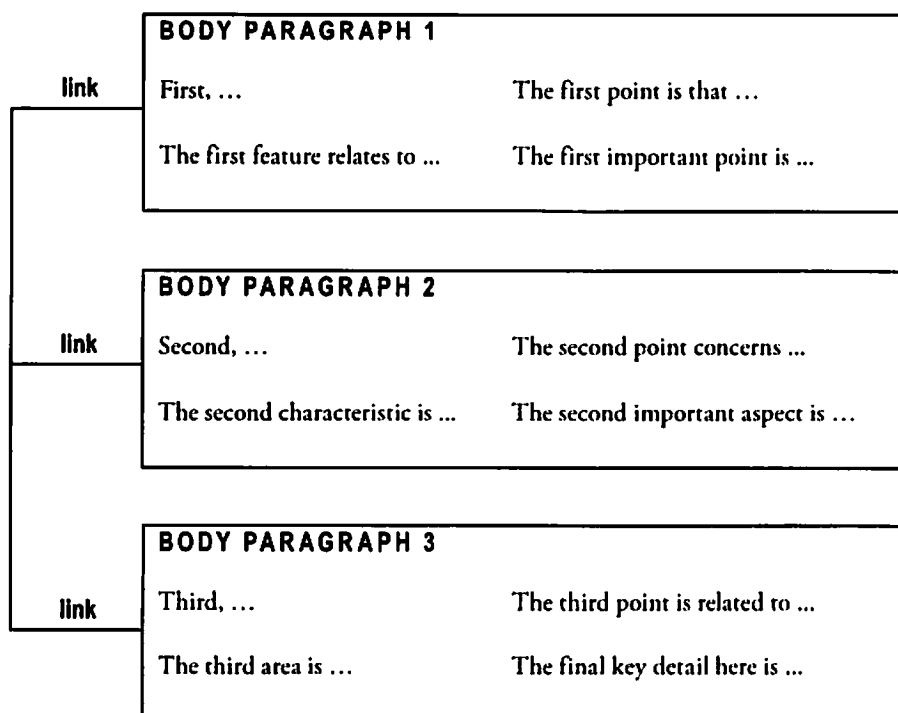 BODY PARAGRAPH 1
link
First, ... The first point is that ...
The first feature relates to ... The first important point is ...
BODY PARAGRAPH 2
link
Second, ... The second point concerns ...
The second characteristic is ... The second important aspect is ...
BODY PARAGRAPH 3
link
Third, ... The third point is related to ...
The third area is ... The final key detail here is ...